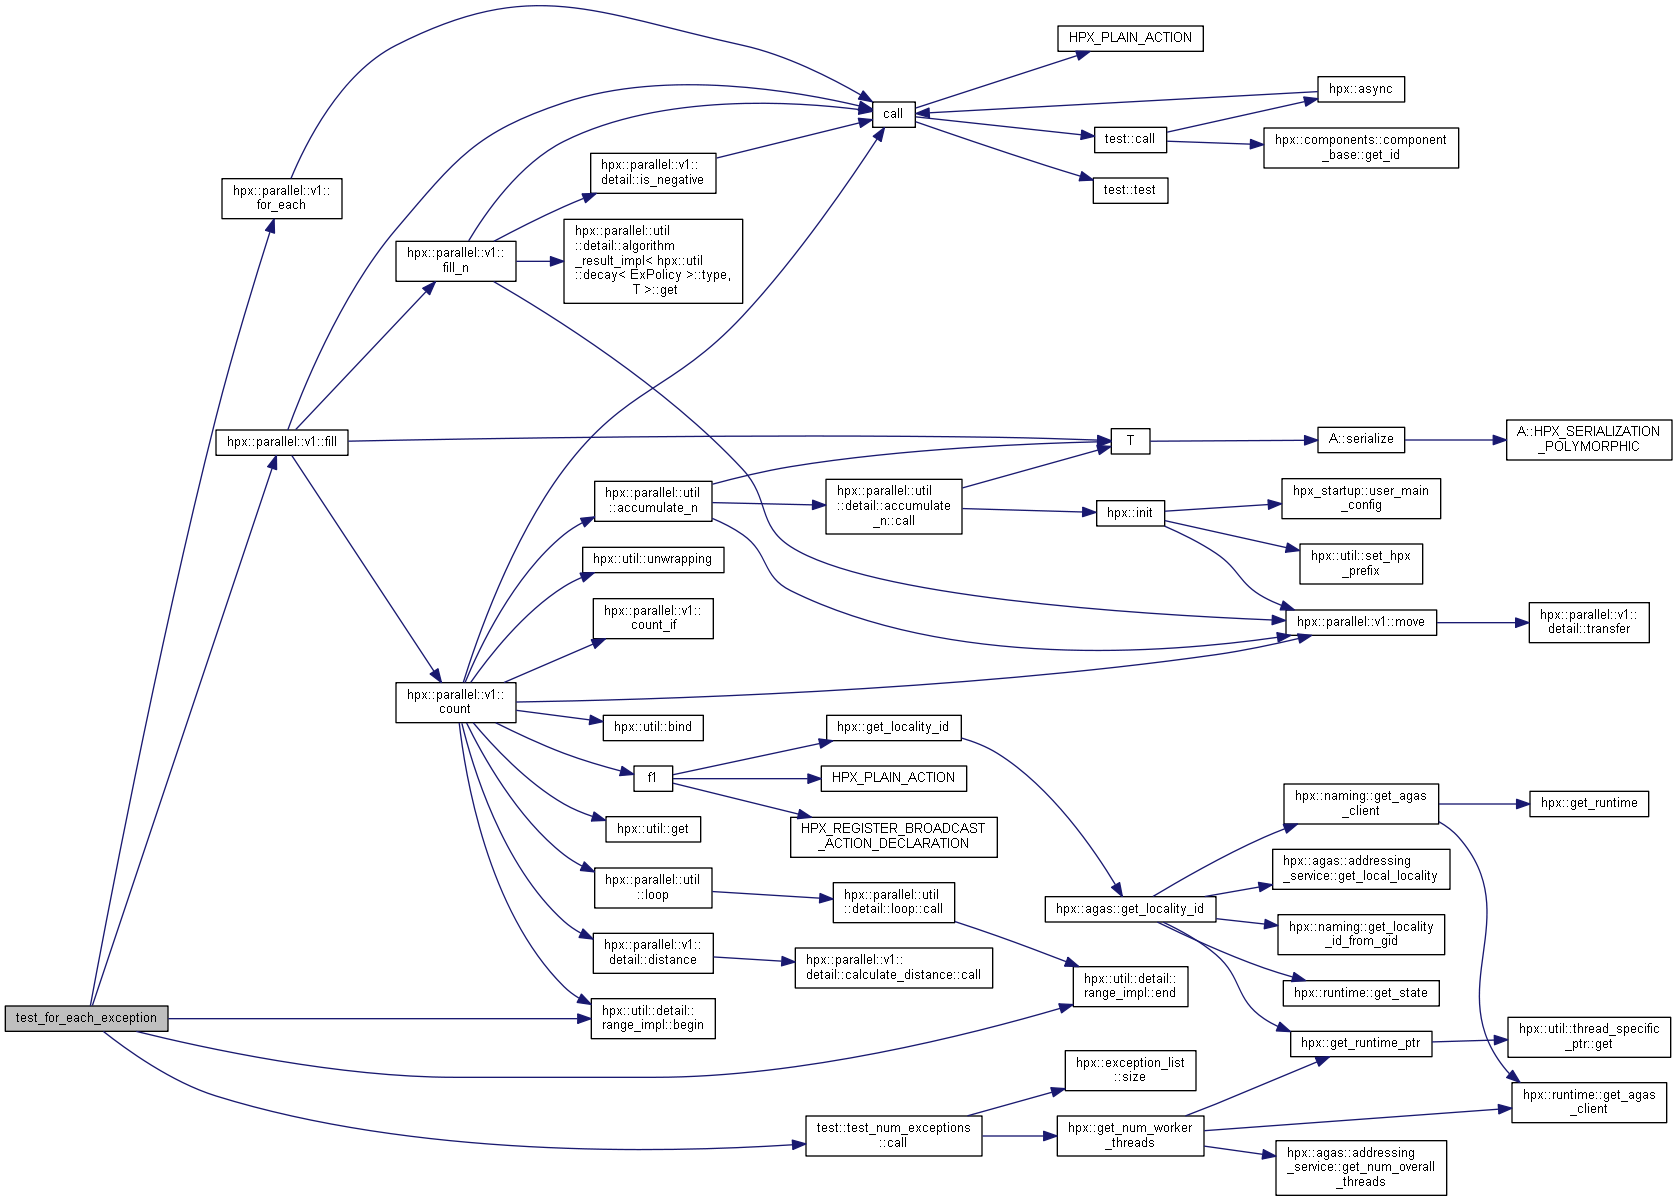 HPX_PLAIN_ACTION
hpx::async
call
test::call
hpx::components::component
_base::get_id
test::test
hpx::parallel::v1::
detail::is_negative
hpx::parallel::v1::
for_each
hpx::parallel::v1::
fill_n
hpx::parallel::util
::detail::algorithm
_result_impl< hpx::util
::decay< ExPolicy >::type,
T >::get
hpx::parallel::v1::fill
T
A::serialize
A::HPX_SERIALIZATION
_POLYMORPHIC
hpx::parallel::util
::accumulate_n
hpx::parallel::util
::detail::accumulate
_n::call
hpx::init
hpx_startup::user_main
_config
hpx::util::unwrapping
hpx::util::set_hpx
_prefix
hpx::parallel::v1::
count_if
hpx::parallel::v1::move
hpx::parallel::v1::
detail::transfer
hpx::parallel::v1::
count
hpx::util::bind
hpx::get_locality_id
f1
HPX_PLAIN_ACTION
hpx::util::get
HPX_REGISTER_BROADCAST
_ACTION_DECLARATION
hpx::naming::get_agas
_client
hpx::get_runtime
hpx::parallel::util
::loop
hpx::parallel::util
::detail::loop::call
hpx::agas::addressing
_service::get_local_locality
hpx::agas::get_locality_id
hpx::naming::get_locality
_id_from_gid
hpx::parallel::v1::
detail::distance
hpx::parallel::v1::
detail::calculate_distance::call
hpx::util::detail::
range_impl::end
hpx::runtime::get_state
test_for_each_exception
hpx::util::detail::
range_impl::begin
hpx::get_runtime_ptr
hpx::util::thread_specific
_ptr::get
hpx::exception_list
::size
hpx::runtime::get_agas
_client
test::test_num_exceptions
::call
hpx::get_num_worker
_threads
hpx::agas::addressing
_service::get_num_overall
_threads